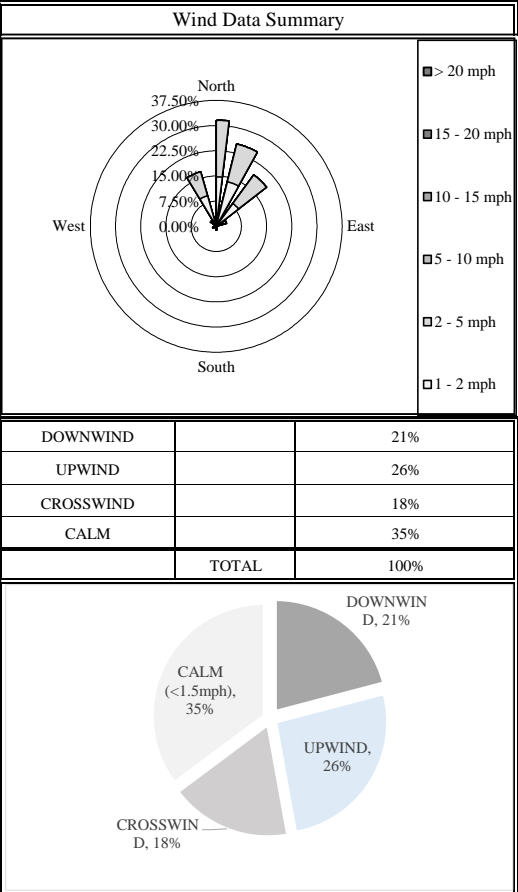 Wind Data Summary
North
37.50%
30.00%
22.50%
15.00%
7.50%
0.00%
West
East
South
> 20 mph
15 - 20 mph
10 - 15 mph
5 - 10 mph
2 - 5 mph
1 - 2 mph
DOWNWIND 21%
UPWIND 26%
CROSSWIND 18%
CALM 35%
TOTAL 100%
DOWNWIN
D, 21%
CALM
(<1.5mph),
35%
UPWIND,
26%
CROSSWIN
D, 18%